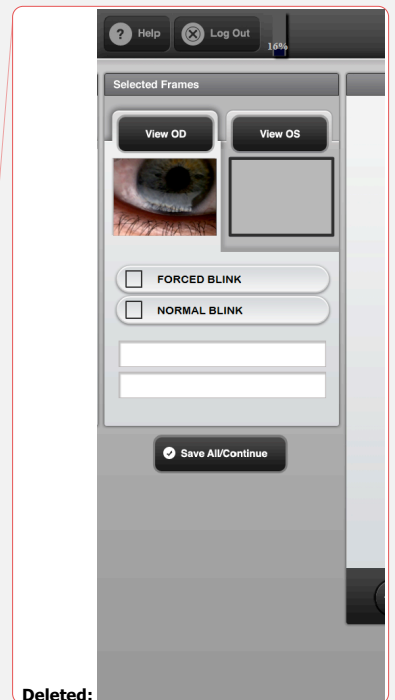 Help
Log Out
16%
Selected Frames
View OD
View OS
FORCED BLINK
NORMAL BLINK
Save All/Continue
Deleted: